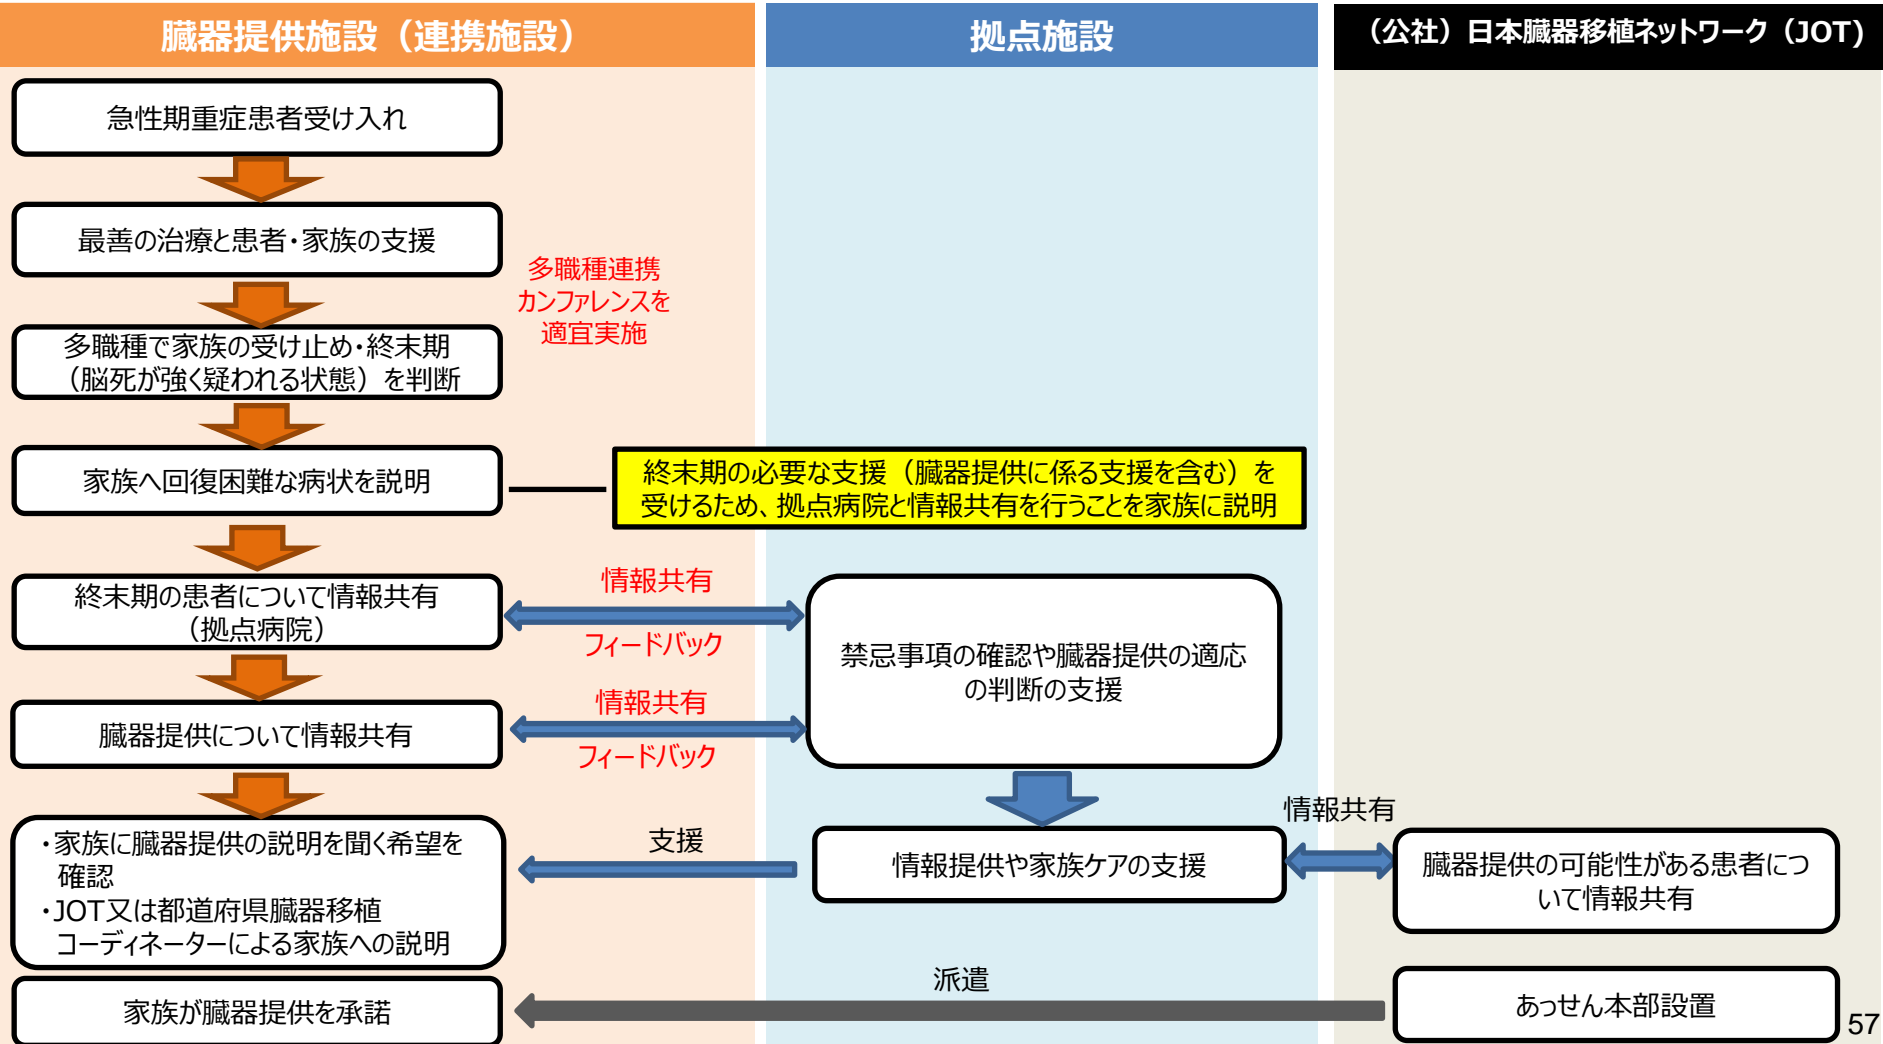 臓器提供施設（連携施設）
拠点施設
（公社）日本臓器移植ネットワーク（JOT）
急性期重症患者受け入れ
最善の治療と患者・家族の支援
多職種連携
カンファレンスを
適宜実施
多職種で家族の受け止め・終末期
（脳死が強く疑われる状態）を判断
家族へ回復困難な病状を説明
終末期の必要な支援（臓器提供に係る支援を含む）を
受けるため、拠点病院と情報共有を行うことを家族に説明
終末期の患者について情報共有
（拠点病院）
情報共有
フィードバック
禁忌事項の確認や臓器提供の適応
の判断の支援
臓器提供について情報共有
情報共有
フィードバック
・家族に臓器提供の説明を聞く希望を
確認
・JOT又は都道府県臓器移植
コーディネーターによる家族への説明
支援
情報提供や家族ケアの支援
情報共有
臓器提供の可能性がある患者につ
いて情報共有
家族が臓器提供を承諾
派遣
あっせん本部設置
57